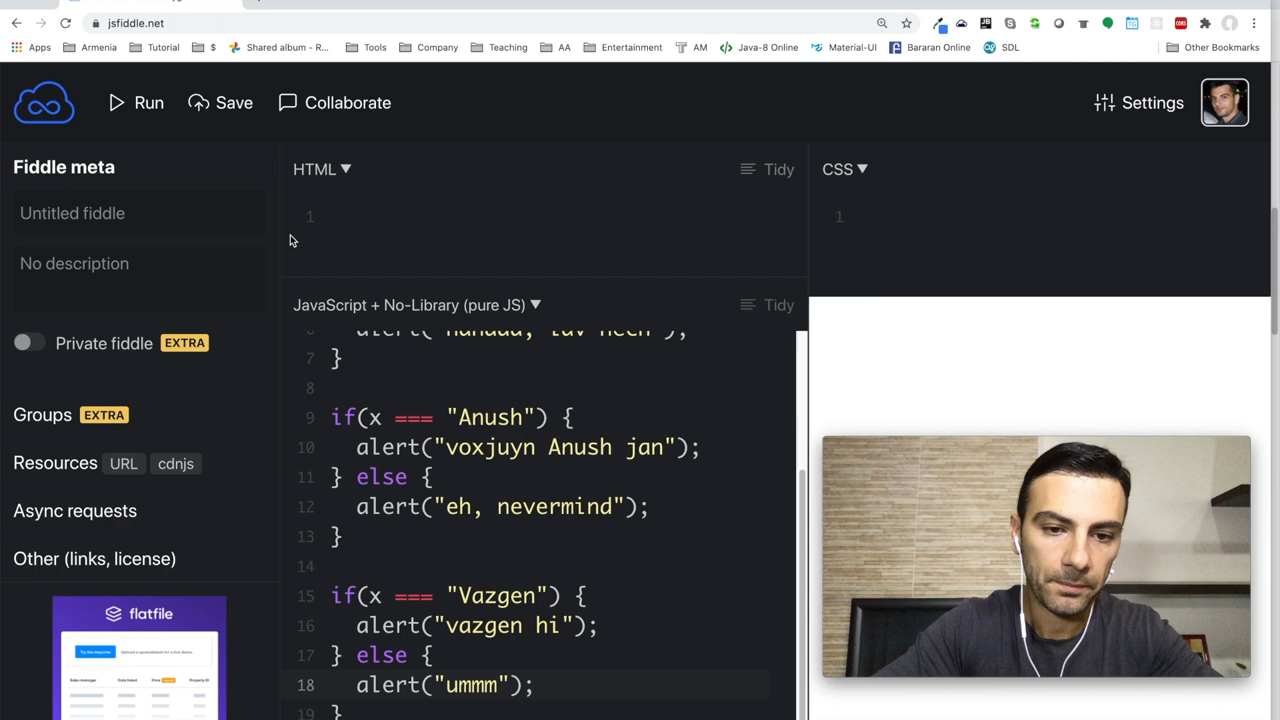 jsfiddle.net
Apps Armenia Tutorial $ Shared album - R... Tools Company Teaching AA Entertainment AM Java-8 Online Material-UI Bararan Online SDL Other Bookmarks
Run Save Collaborate Settings
Fiddle meta
Untitled fiddle
No description
Private fiddle EXTRA
Groups EXTRA
Resources URL cdnjs
Async requests
Other (links, license)
flatfile
HTML Tidy
1
CSS
1
JavaScript + No-Library (pure JS) Tidy
7 }
8
9 if(x === "Anush") {
10 alert("voxjuyn Anush jan");
11 } else {
12 alert("eh, nevermind");
13 }
14
15 if(x === "Vazgen") {
16 alert("vazgen hi");
17 } else {
18 alert("ummm");
19 }